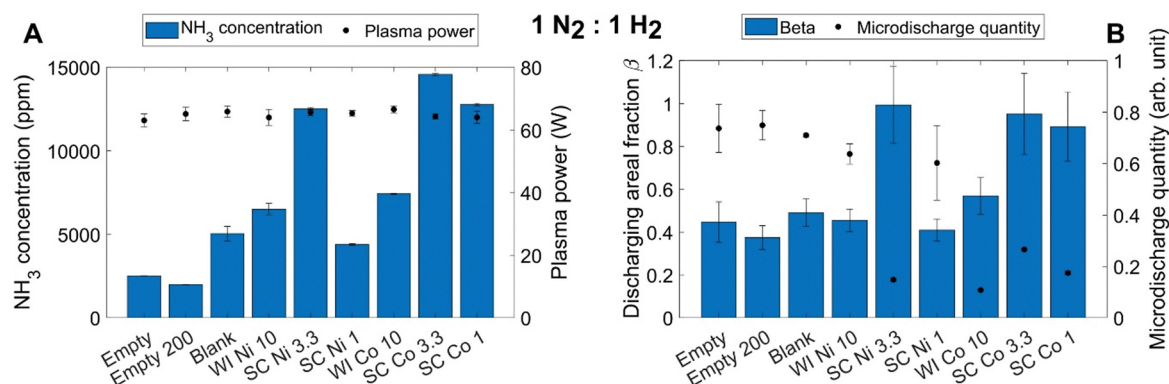 A
NH3 concentration
Plasma power
1 N2 : 1 H2
Beta
Microdischarge quantity
B
NH3 concentration (ppm)
15000
10000
5000
0
80
60
40
20
0
Plasma power (W)
Empty
Empty 200
Blank
WI Ni 10
SC Ni 3.3
SC Ni 1
WI Co 10
SC Co 3.3
SC Co 1
Discharging areal fraction β
1.2
1
0.8
0.6
0.4
0.2
0
1
0.8
0.6
0.4
0.2
0
Microdischarge quantity (arb. unit)
Empty
Empty 200
Blank
WI Ni 10
SC Ni 3.3
SC Ni 1
WI Co 10
SC Co 3.3
SC Co 1